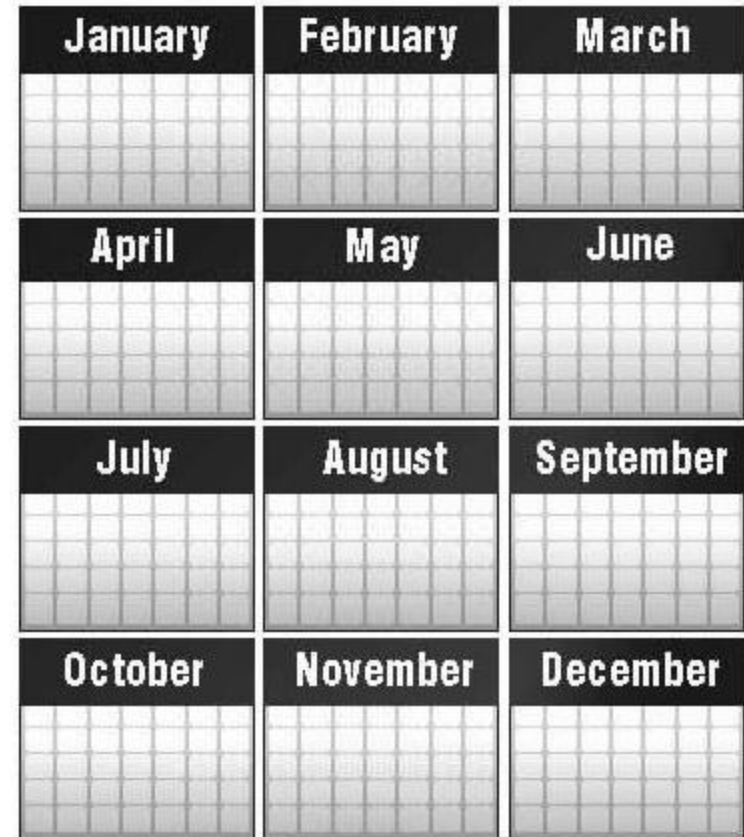 January February March
April May June
July August September
October November December